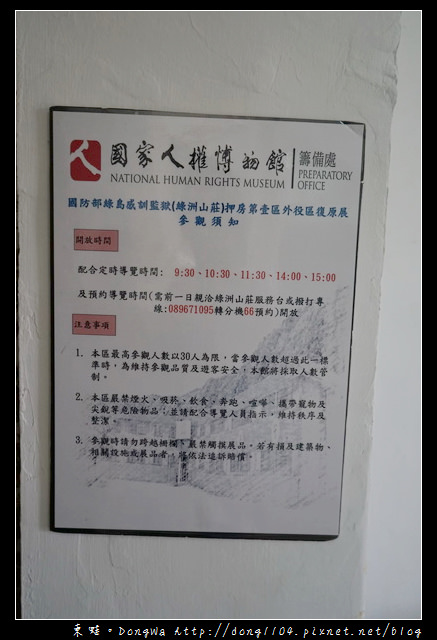 國家人權博物館 籌備處
NATIONAL HUMAN RIGHTS MUSEUM PREPARATORY OFFICE
國防部綠島感訓監獄(綠洲山莊)押房第壹區外役區復原展
參觀須知
開放時間
配合定時導覽時間: 9:30、10:30、11:30、14:00、15:00
及預約導覽時間(需前一日親洽綠洲山莊服務台或撥打專
線:089671095轉分機66預約)開放
注意事項
1. 本區最高參觀人數以30人為限,當參觀人數超過此一標
準時,為維持參觀品質及遊客安全,本館將採取人數管
制。
2. 本區嚴禁煙火、吸菸、飲食、奔跑、喧嘩、攜帶寵物及
尖銳等危險物品;並請配合導覽人員指示,維持秩序及
整潔。
3. 參觀時請勿跨越柵欄、嚴禁觸摸展品。若有損及建築物、
相關設施或展品者,將依法追訴賠償。
東蛙。DongWa http://dong1104.pixnet.net/blog